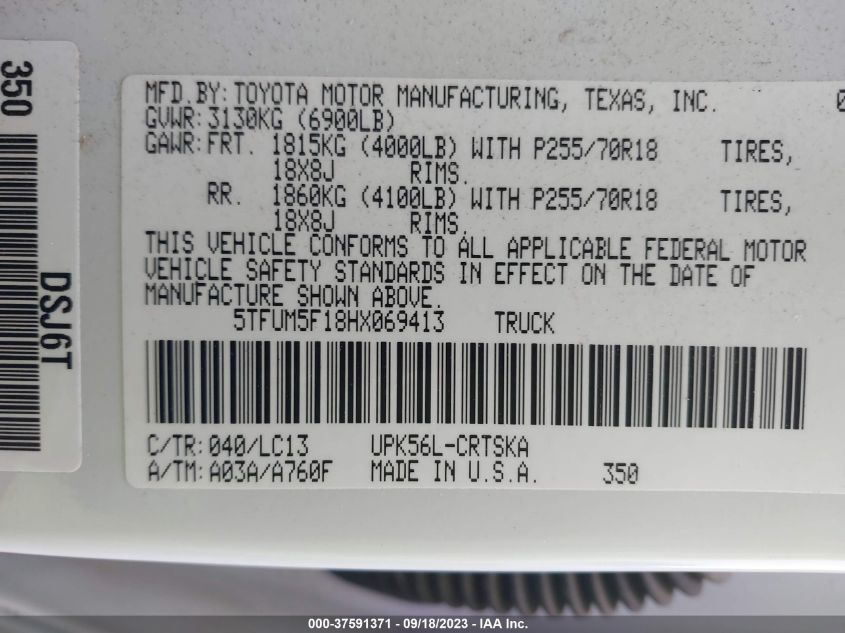 350
DSJ6T
MFD.BY:TOYOTA MOTOR MANUFACTURING, TEXAS, INC. 0
GVWR:3130KG (6900LB)
GAWR:FRT. 1815KG (4000LB) WITH P255/70R18 TIRES,
18X8J RIMS.
RR. 1860KG (4100LB) WITH P255/70R18 TIRES,
18X8J RIMS.
THIS VEHICLE CONFORMS TO ALL APPLICABLE FEDERAL MOTOR
VEHICLE SAFETY STANDARDS IN EFFECT ON THE DATE OF
MANUFACTURE SHOWN ABOVE.
5TFUM5F18HX069413 TRUCK
C/TR:040/LC13 UPK56L-CRTSKA
A/TM:A03A/A760F MADE IN U.S.A. 350
000-37591371 - 09/18/2023 - IAA Inc.